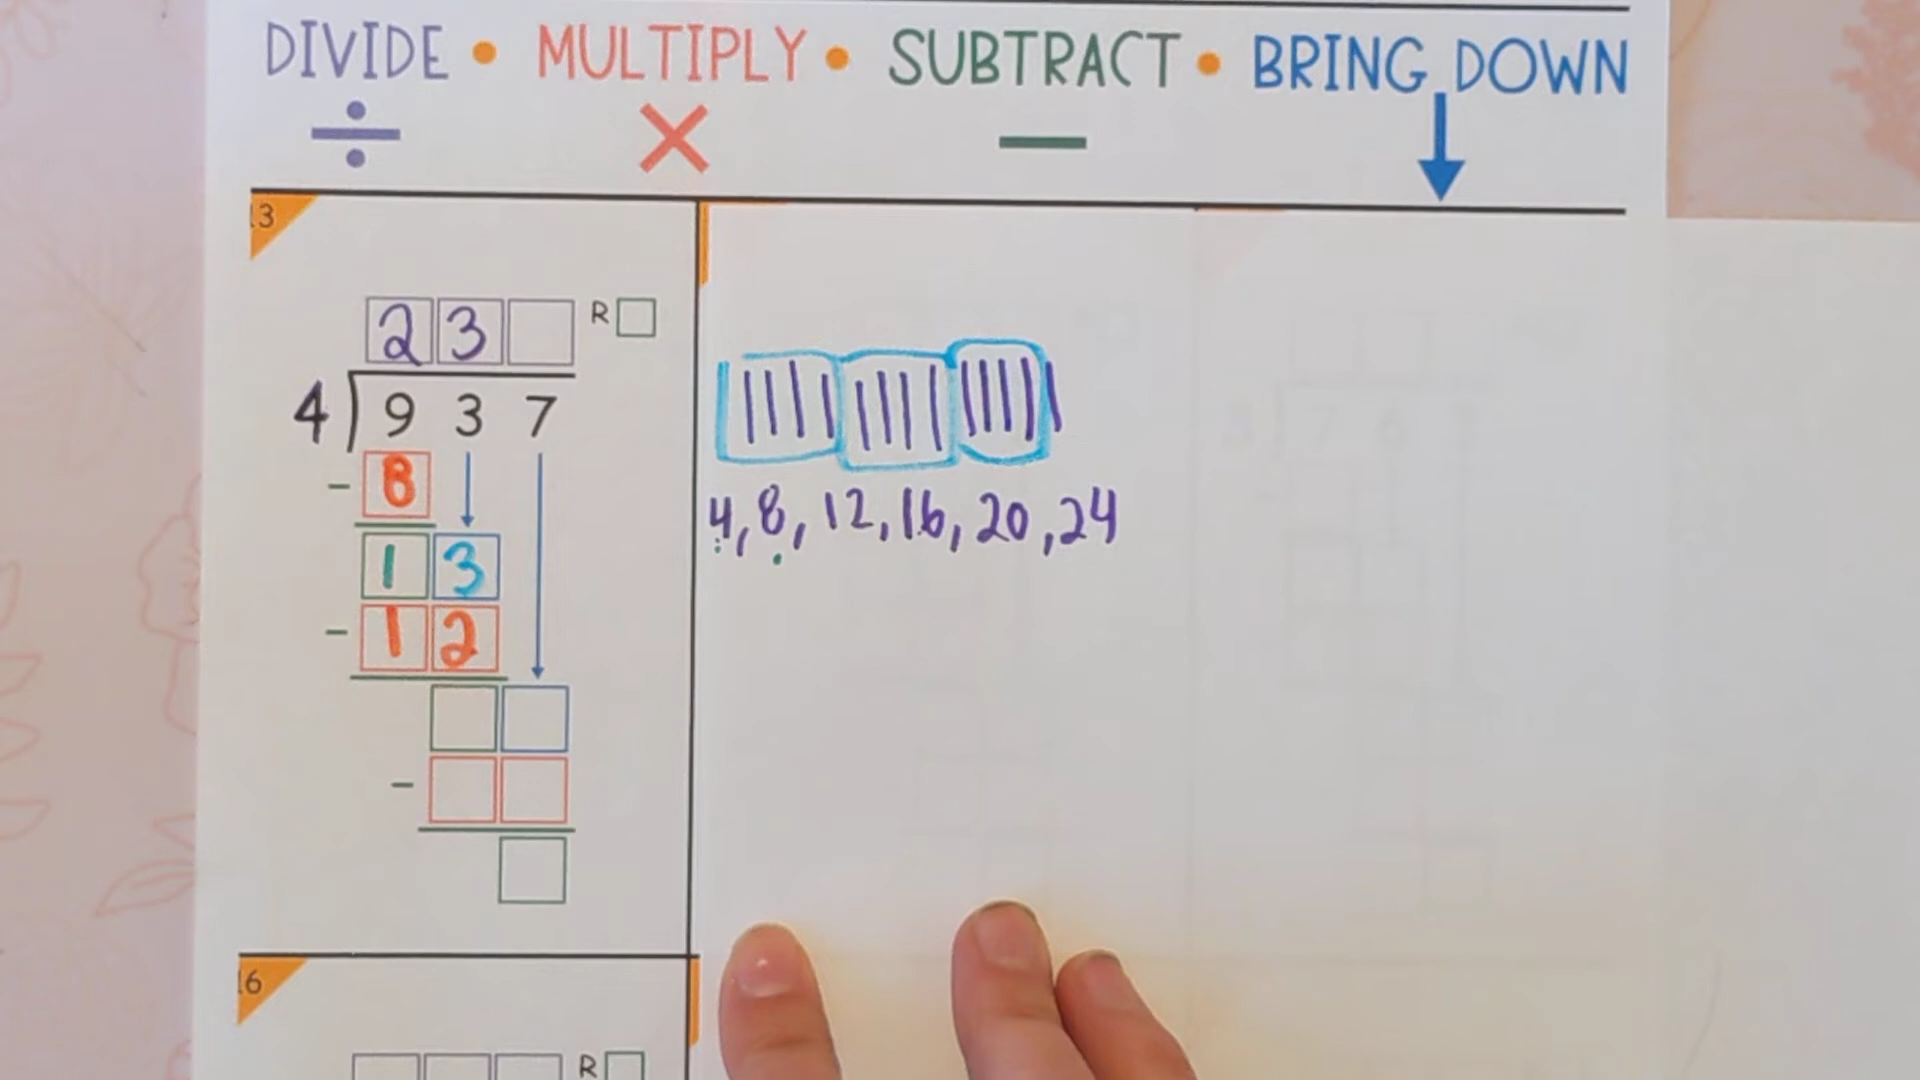 DIVIDE • MULTIPLY • SUBTRACT • BRING DOWN
÷ × −
13
2 3 R
4 9 3 7
- 8
1 3
- 1 2
-
4, 8, 12, 16, 20, 24
16
R